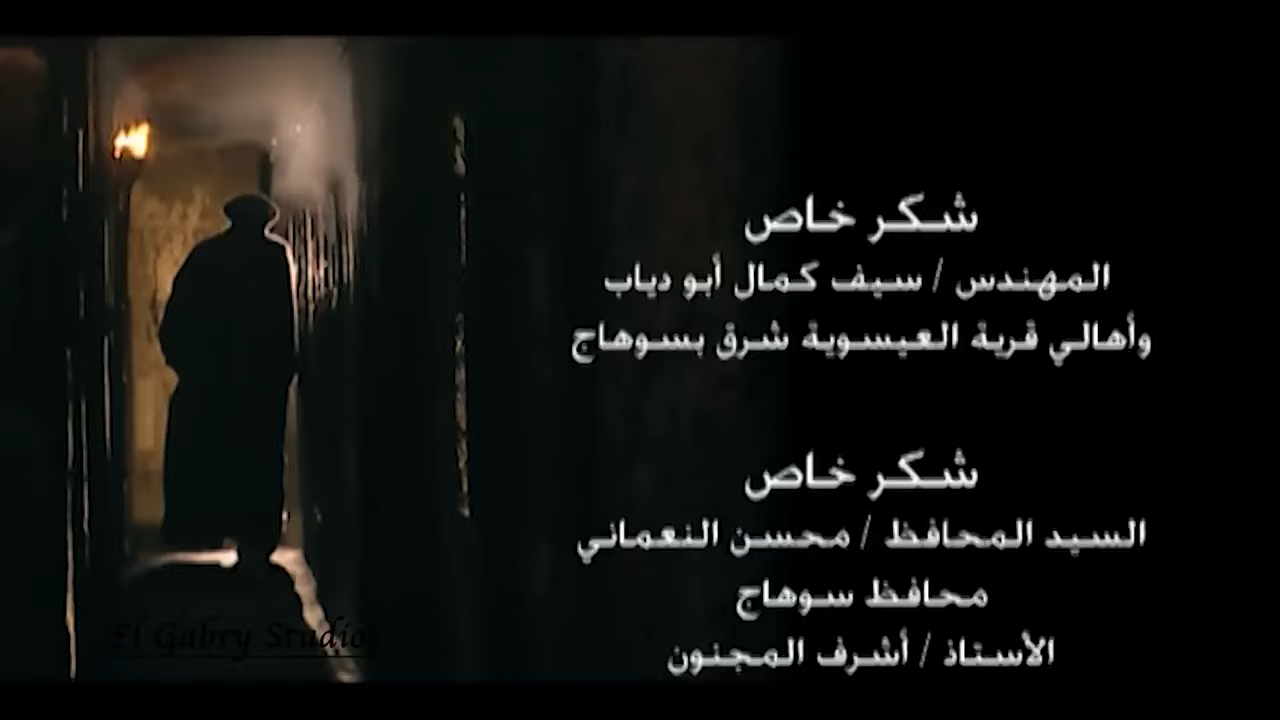 شكر خاص
المهندس / سيف كمال أبو دياب
وأهالي قرية العيسوية شرق بسوهاج
شكر خاص
السيد المحافظ / محسن النعماني
محافظ سوهاج
الأستاذ / أشرف المجنون
El Gabry Studios